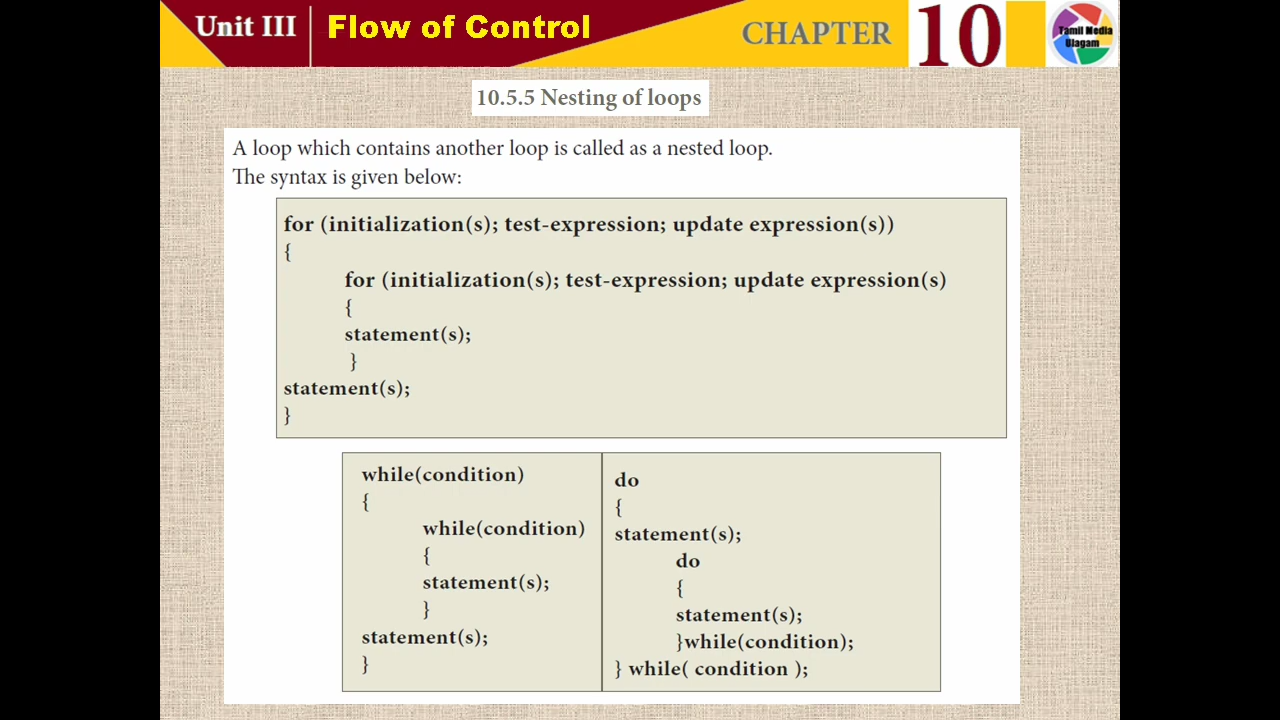 Unit III
Flow of Control
CHAPTER 10
Tamil Media
Ulagam
10.5.5 Nesting of loops
A loop which contains another loop is called as a nested loop.
The syntax is given below:
for (initialization(s); test-expression; update expression(s))
{
for (initialization(s); test-expression; update expression(s)
{
statement(s);
}
statement(s);
}
while(condition)
{
while(condition)
{
statement(s);
}
statement(s);
}
do
{
statement(s);
do
{
statement(s);
}while(condition);
} while( condition );